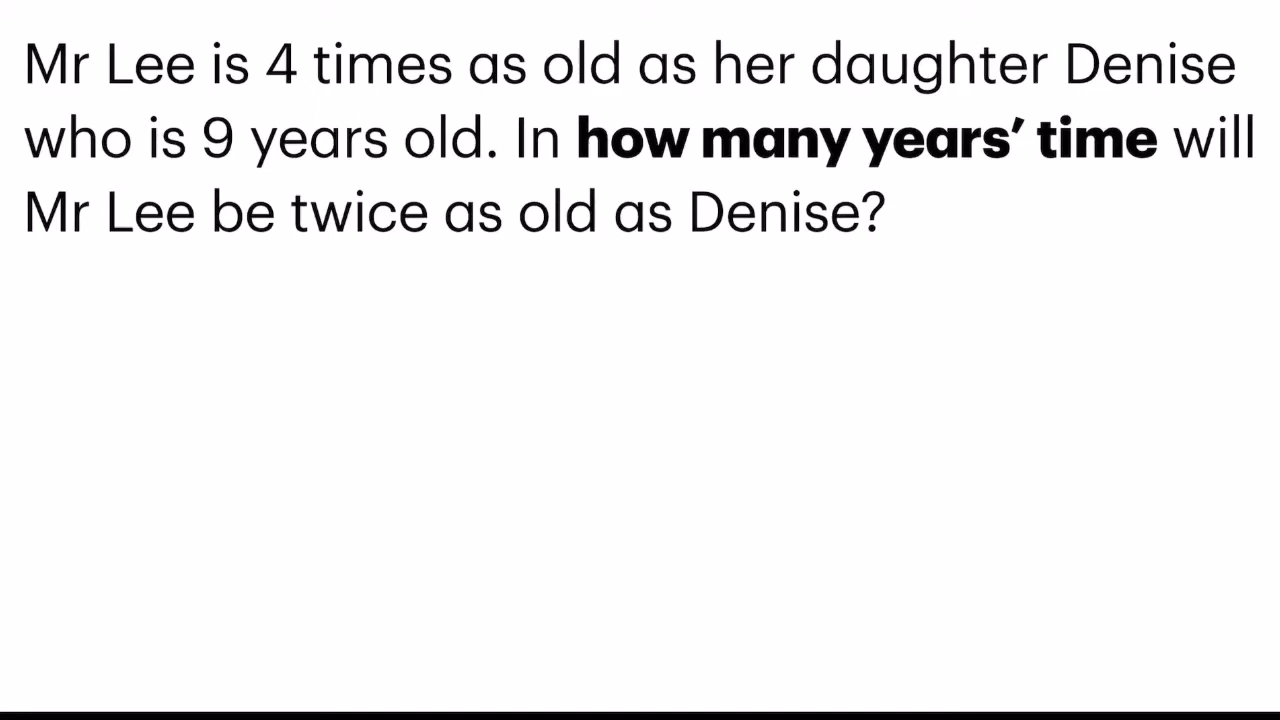 Mr Lee is 4 times as old as her daughter Denise
who is 9 years old. In how many years’ time will
Mr Lee be twice as old as Denise?